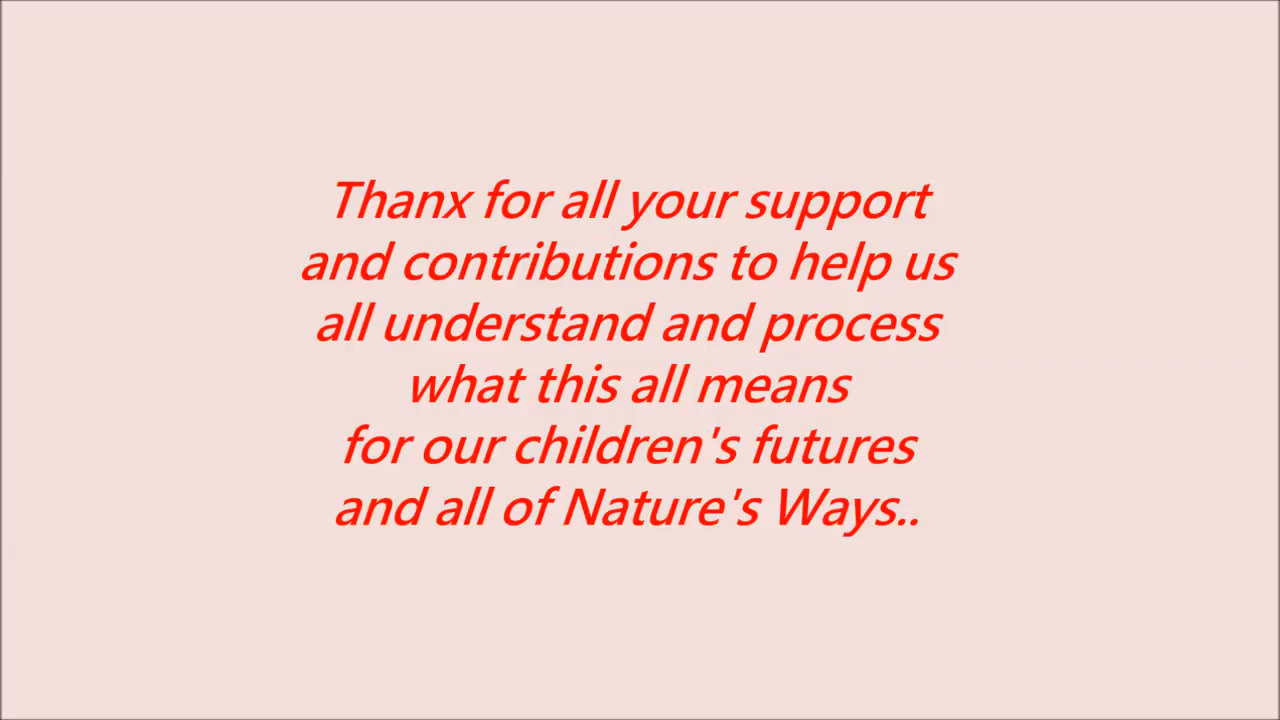 Thanx for all your support
and contributions to help us
all understand and process
what this all means
for our children's futures
and all of Nature's Ways..